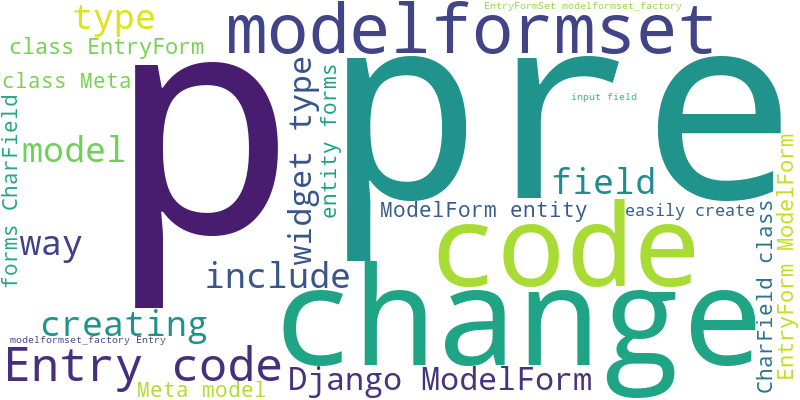 EntryFormSet modelformset_factory
type
modelformset
class EntryForm
p
pre
class Meta
widget type
entity forms
input field
forms CharField
model
field
ModelForm entity
easily create
EntryForm ModelForm
CharField class
way
code
include
change
creating
modelformset_factory Entry
Entry code
Django ModelForm
Meta model